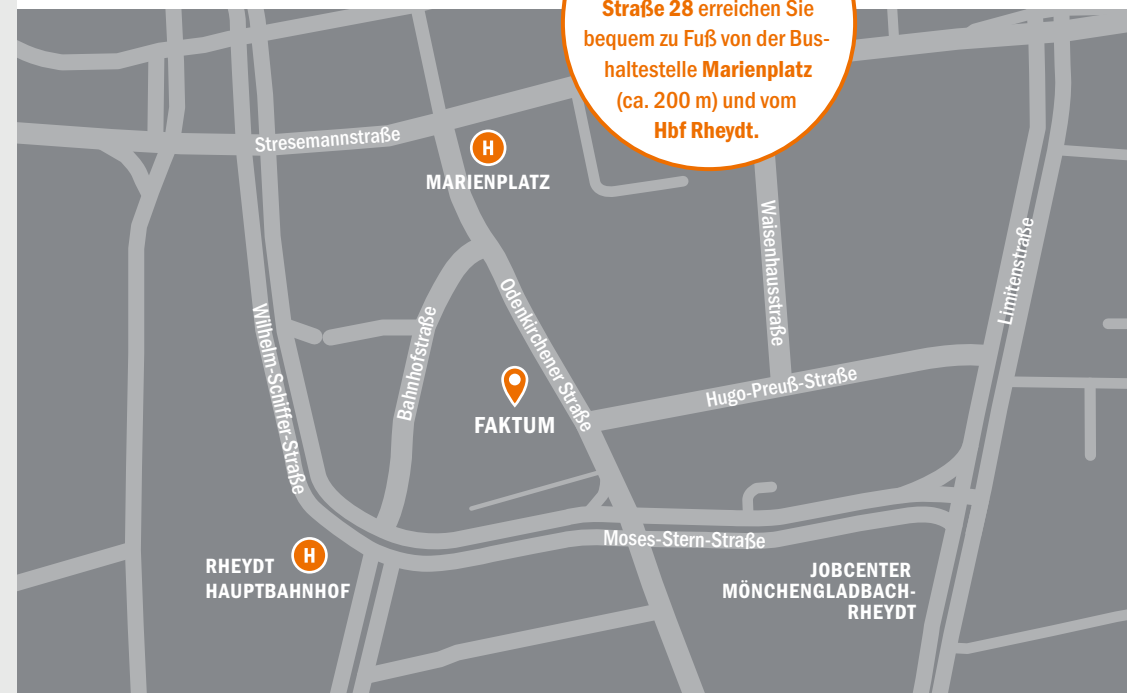 Straße 28 erreichen Sie
bequem zu Fuß von der Bus-
haltestelle Marienplatz
(ca. 200 m) und vom
Hbf Rheydt.
Stresemannstraße
H
MARIENPLATZ
Waisenhausstraße
Limitenstraße
Wilhelm-Schiffer-Straße
Bahnhofstraße
Odenkirchener Straße
Hugo-Preuß-Straße
FAKTUM
Moses-Stern-Straße
RHEYDT
HAUPTBAHNHOF
H
JOBCENTER
MÖNCHENGLADBACH-
RHEYDT